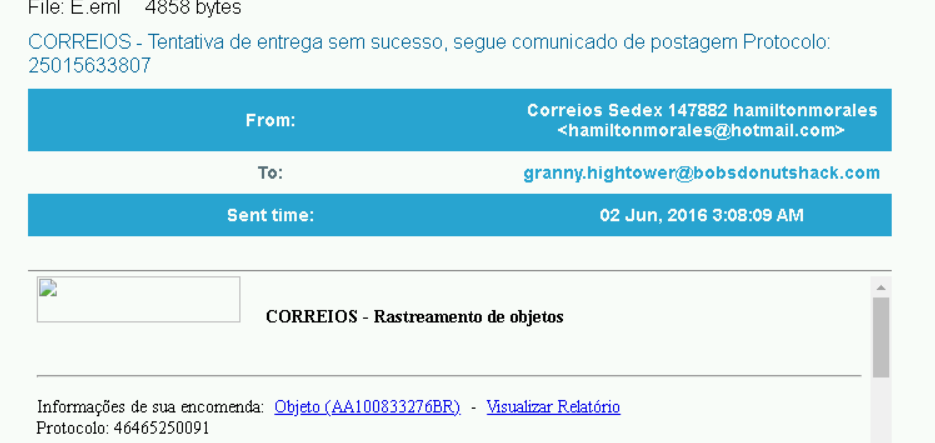 File: E.eml 4858 bytes
CORREIOS - Tentativa de entrega sem sucesso, segue comunicado de postagem Protocolo:
25015633807
From:
Correios Sedex 147882 hamiltonmorales
<hamiltonmorales@hotmail.com>
To:
granny.hightower@bobsdonutshack.com
Sent time:
02 Jun, 2016 3:08:09 AM
CORREIOS - Rastreamento de objetos
Informações de sua encomenda: Objeto (AA100833276BR) - Visualizar Relatório
Protocolo: 46465250091